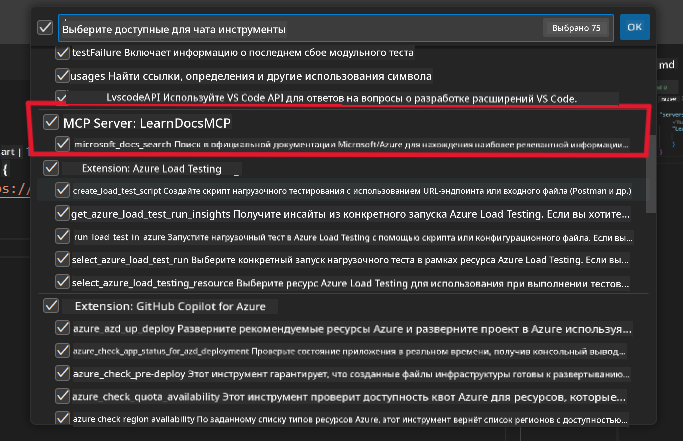 Выберите доступные для чата инструменты
Выбрано 75
OK
testFailure Включает информацию о последнем сбое модульного теста
usages Найти ссылки, определения и другие использования символа
LvscodeAPI Используйте VS Code API для ответов на вопросы о разработке расширений VS Code.
MCP Server: LearnDocsMCP
microsoft_docs_search Поиск в официальной документации Microsoft/Azure для нахождения наиболее релевантной информации...
Extension: Azure Load Testing
create_load_test_script Создайте скрипт нагрузочного тестирования с использованием URL-эндпоинта или входного файла (Postman и др.)
get_azure_load_test_run_insights Получите инсайты из конкретного запуска Azure Load Testing. Если вы хотите...
run_load_test_in_azure Запустите нагрузочный тест в Azure Load Testing с помощью скрипта или конфигурационного файла. Если вы...
select_azure_load_test_run Выберите конкретный запуск нагрузочного теста в рамках ресурса Azure Load Testing. Если вы...
select_azure_load_testing_resource Выберите ресурс Azure Load Testing для использования при выполнении тестов...
Extension: GitHub Copilot for Azure
azure_azd_up_deploy Разверните рекомендуемые ресурсы Azure и разверните проект в Azure используя...
azure_check_app_status_for_azd_deployment Проверьте состояние приложения в реальном времени, получив консольный вывод...
azure_check_pre-deploy Этот инструмент гарантирует, что созданные файлы инфраструктуры готовы к развертыванию...
azure_check_quota_availability Этот инструмент проверит доступность квот Azure для ресурсов, которые...
azure check region availability По заданному списку типов ресурсов Azure, этот инструмент вернёт список регионов с доступностью...
md
art |
{
s://